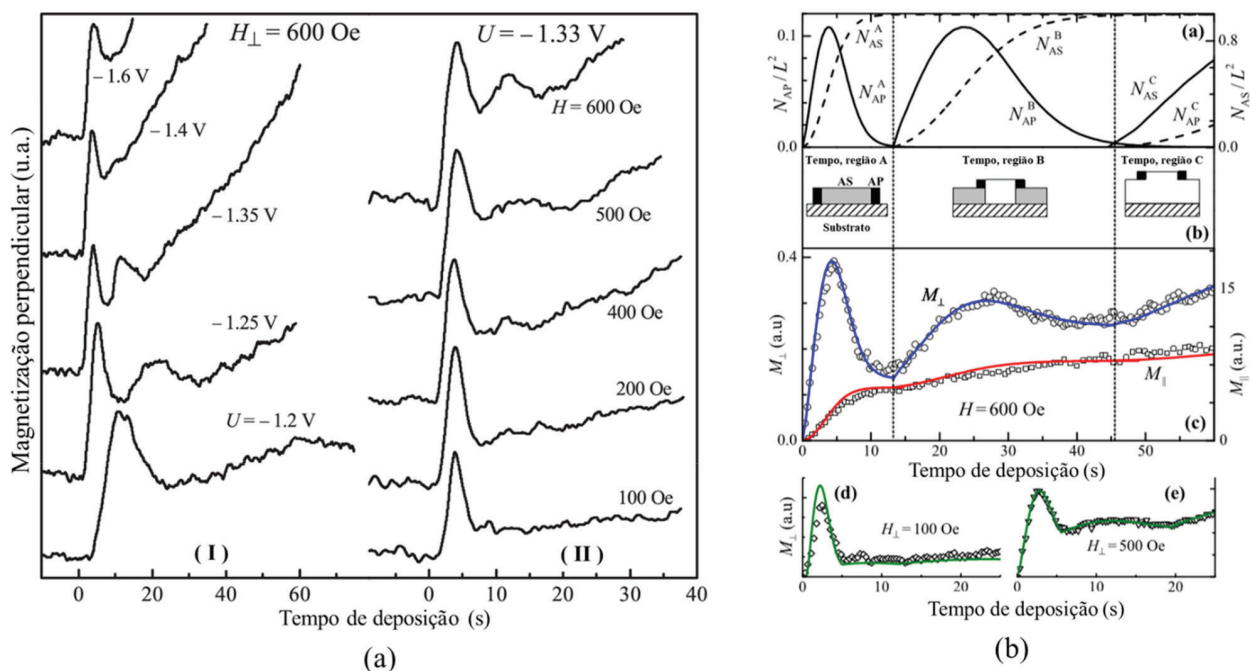 H⊥ = 600 Oe
– 1.6 V
– 1.4 V
– 1.35 V
– 1.25 V
U = – 1.2 V
( I )
Magnetização perpendicular (u.a.)
0 20 40 60
Tempo de deposição (s)
U = – 1.33 V
H = 600 Oe
500 Oe
400 Oe
200 Oe
100 Oe
( II )
0 10 20 30 40
(a)
(a)
N_AP / L²
0.1
0.0
N_AS^A
N_AP^A
N_AS^B
N_AP^B
N_AS^C
N_AP^C
0.8
0.0
N_AS / L²
Tempo, região A
Tempo, região B
Tempo, região C
AS AP
Substrato
(b)
0.4
0.0
M⊥ (a.u)
M⊥
M∥
H = 600 Oe
(c)
15
0
M∥ (a.u.)
0 10 20 30 40 50
Tempo de deposição (s)
(d)
H⊥ = 100 Oe
M⊥ (a.u)
0 10 20
(e)
H⊥ = 500 Oe
0 10 20
Tempo de deposição (s)
(b)